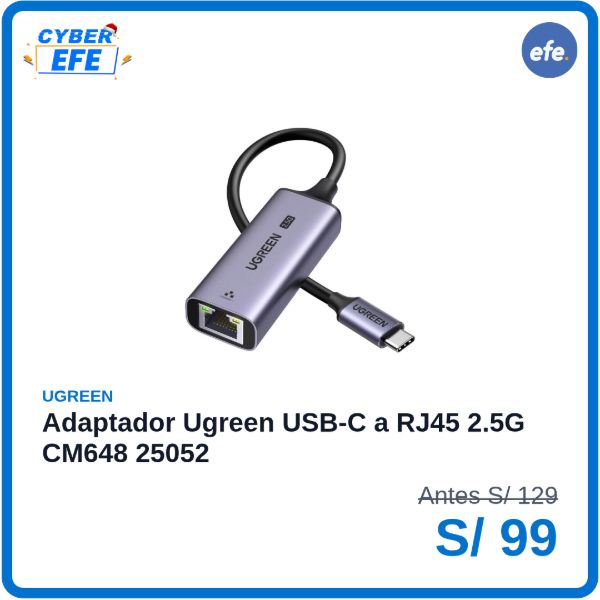 CYBER
EFE
efe.
UGREEN 2.5G
UGREEN
UGREEN
Adaptador Ugreen USB-C a RJ45 2.5G
CM648 25052
Antes S/ 129
S/ 99